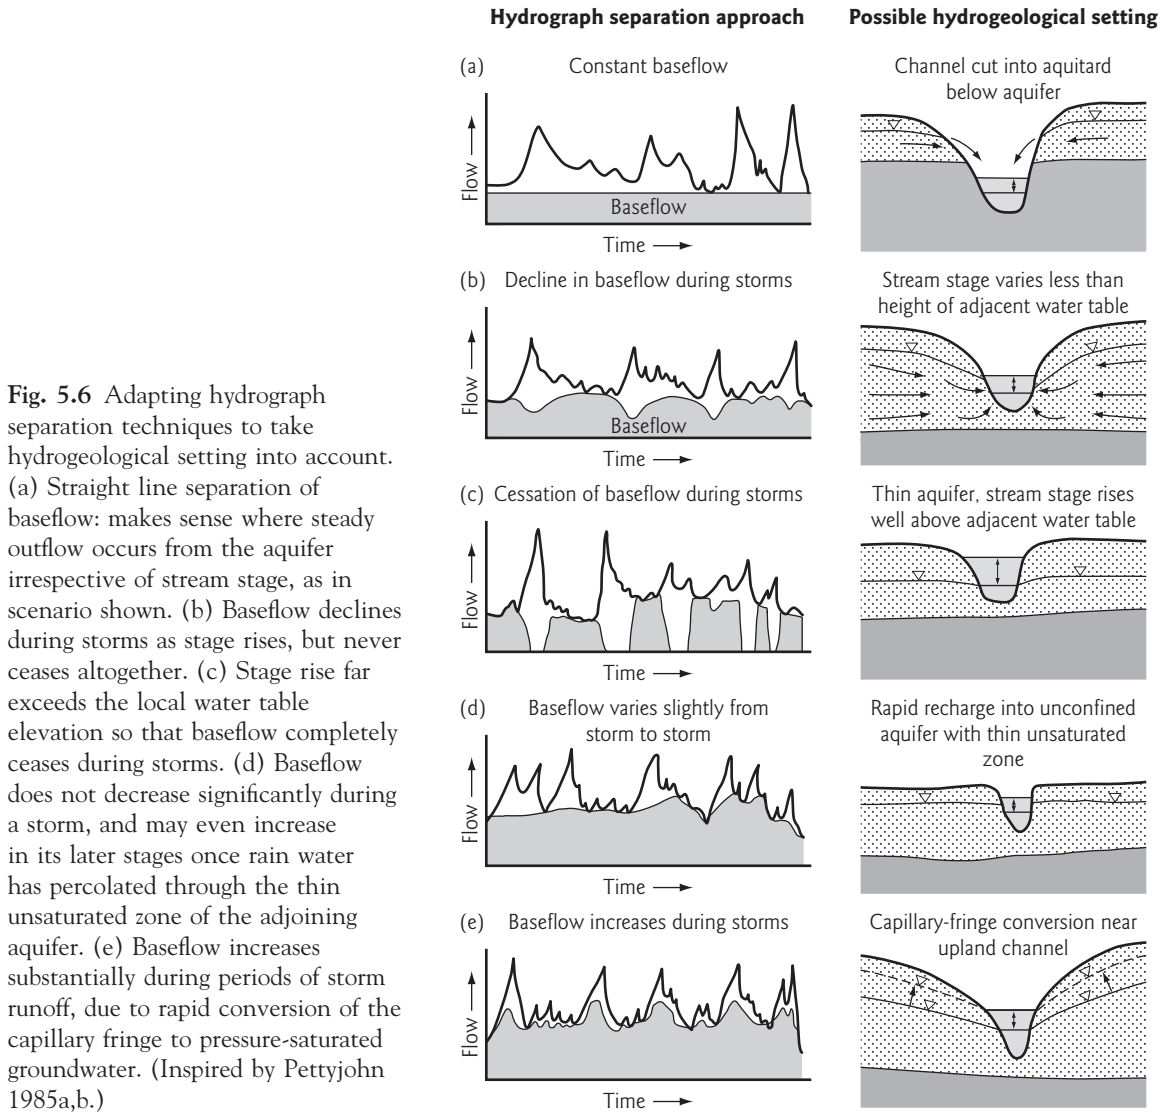 Hydrograph separation approach
Possible hydrogeological setting
(a)
Constant baseflow
Flow
Baseflow
Time
Channel cut into aquitard
below aquifer
(b)
Decline in baseflow during storms
Flow
Baseflow
Time
Stream stage varies less than
height of adjacent water table
(c)
Cessation of baseflow during storms
Flow
Time
Thin aquifer, stream stage rises
well above adjacent water table
(d)
Baseflow varies slightly from
storm to storm
Flow
Time
Rapid recharge into unconfined
aquifer with thin unsaturated
zone
(e)
Baseflow increases during storms
Flow
Time
Capillary-fringe conversion near
upland channel
Fig. 5.6 Adapting hydrograph
separation techniques to take
hydrogeological setting into account.
(a) Straight line separation of
baseflow: makes sense where steady
outflow occurs from the aquifer
irrespective of stream stage, as in
scenario shown. (b) Baseflow declines
during storms as stage rises, but never
ceases altogether. (c) Stage rise far
exceeds the local water table
elevation so that baseflow completely
ceases during storms. (d) Baseflow
does not decrease significantly during
a storm, and may even increase
in its later stages once rain water
has percolated through the thin
unsaturated zone of the adjoining
aquifer. (e) Baseflow increases
substantially during periods of storm
runoff, due to rapid conversion of the
capillary fringe to pressure-saturated
groundwater. (Inspired by Pettyjohn
1985a,b.)